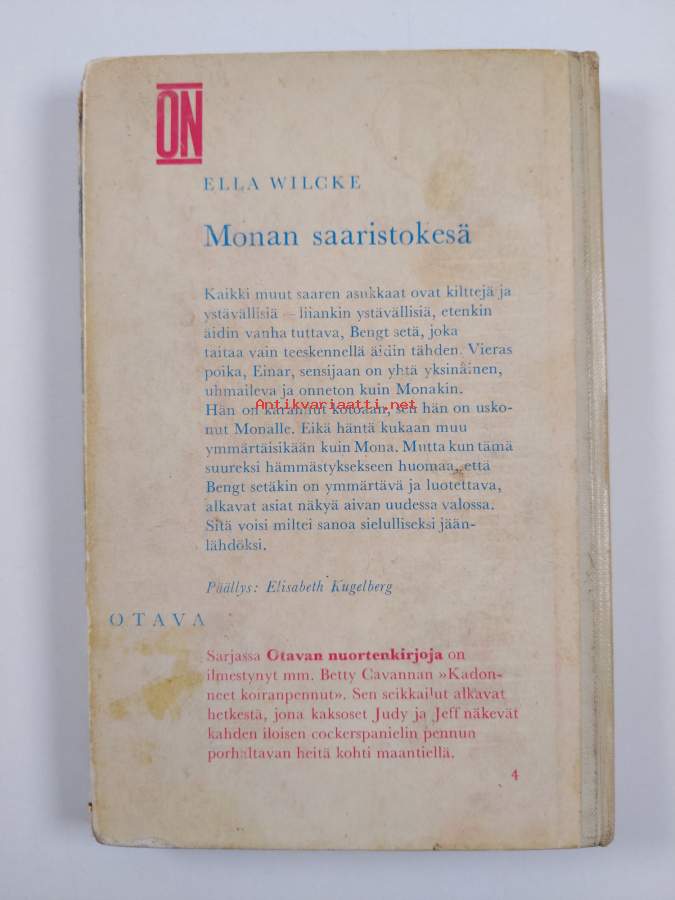 ON
ELLA WILCKE
Monan saaristokesä
Kaikki muut saaren asukkaat ovat kilttejä ja
ystävällisiä – liiankin ystävällisiä, etenkin
äidin vanha tuttava, Bengt setä, joka
taitaa vain teeskennellä äidin tähden. Vieras
poika, Einar, sensijaan on yhtä yksinäinen,
uhmaileva ja onneton kuin Monakin.
Antikvariaatti.net
Hän on karannut kotoaan, sen hän on usko-
nut Monalle. Eikä häntä kukaan muu
ymmärtäisikään kuin Mona. Mutta kun tämä
suureksi hämmästyksekseen huomaa, että
Bengt setäkin on ymmärtävä ja luotettava,
alkavat asiat näkyä aivan uudessa valossa.
Sitä voisi miltei sanoa sielulliseksi jään-
lähdöksi.
Päällys: Elisabeth Kugelberg
OTAVA
Sarjassa Otavan nuortenkirjoja on
ilmestynyt mm. Betty Cavannan »Kadon-
neet koiranpennut». Sen seikkailut alkavat
hetkestä, jona kaksoset Judy ja Jeff näkevät
kahden iloisen cockerspanielin pennun
porhaltavan heitä kohti maantiellä.
4